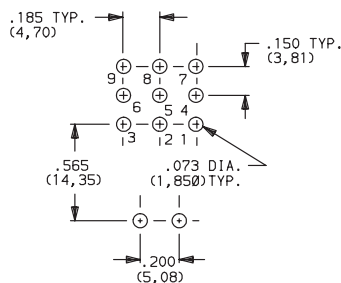 .185 TYP.
(4,70)
.150 TYP.
(3,81)
9 8 7
6 5 4
3 2 1
.565
(14,35)
.073 DIA.
(1,850)TYP.
.200
(5,08)